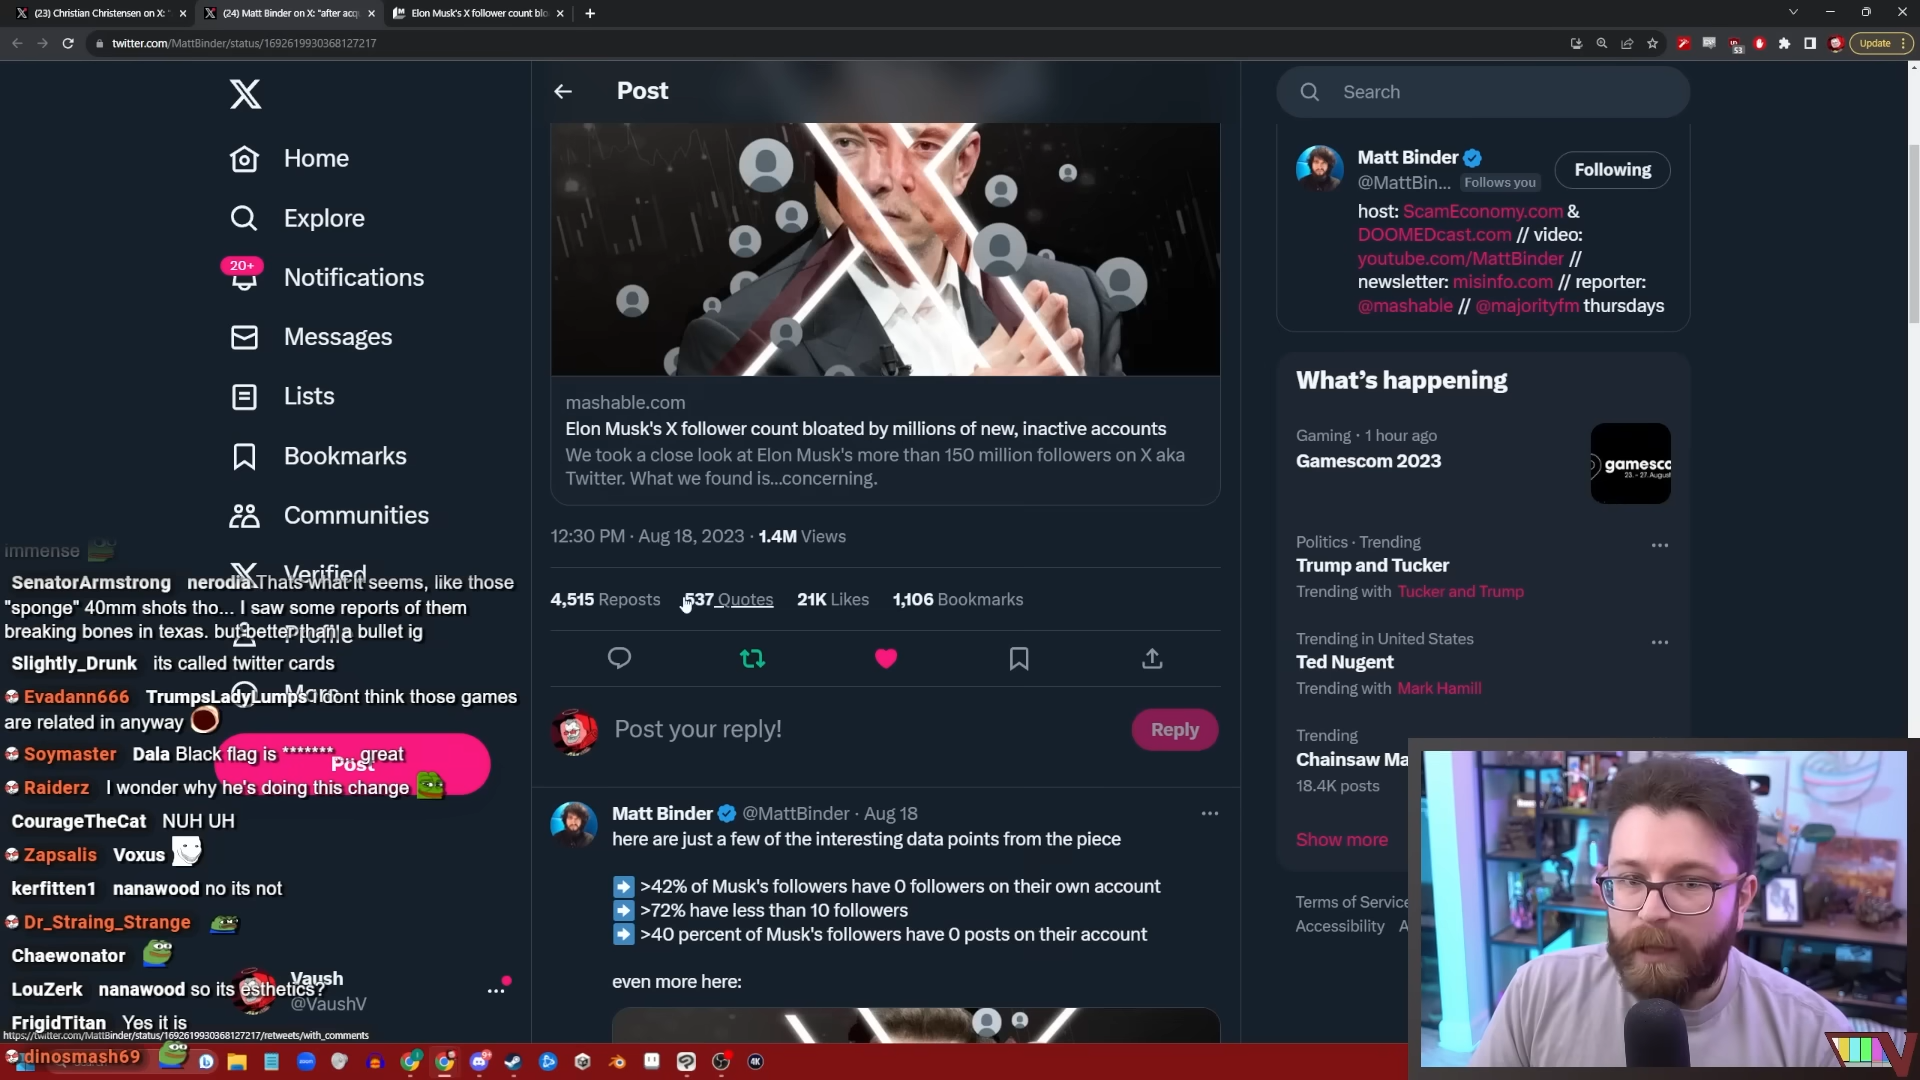 (23) Christian Christensen on X: "
(24) Matt Binder on X: "after acq
Elon Musk's X follower count blo
twitter.com/MattBinder/status/1692619930368127217
Update
Home
Explore
20+
Notifications
Messages
Lists
Bookmarks
Communities
Verified
Profile
More
Post
Vaush
@VaushV
immense
SenatorArmstrong nerodia Thats what it seems, like those
"sponge" 40mm shots tho... I saw some reports of them
breaking bones in texas. but better than a bullet ig
Slightly_Drunk its called twitter cards
Evadann666 TrumpsLadyLumps I dont think those games
are related in anyway
Soymaster Dala Black flag is ******* great
Raiderz I wonder why he's doing this change
CourageTheCat NUH UH
Zapsalis Voxus
kerfitten1 nanawood no its not
Dr_Straing_Strange
Chaewonator
LouZerk nanawood so its esthetics?
FrigidTitan Yes it is
https://twitter.com/MattBinder/status/1692619930368127217/retweets/with_comments
dinosmash69
Post
mashable.com
Elon Musk's X follower count bloated by millions of new, inactive accounts
We took a close look at Elon Musk's more than 150 million followers on X aka
Twitter. What we found is...concerning.
12:30 PM · Aug 18, 2023 · 1.4M Views
4,515 Reposts 537 Quotes 21K Likes 1,106 Bookmarks
Post your reply!
Reply
Matt Binder @MattBinder · Aug 18
here are just a few of the interesting data points from the piece
>42% of Musk's followers have 0 followers on their own account
>72% have less than 10 followers
>40 percent of Musk's followers have 0 posts on their account
even more here:
Search
Matt Binder
@MattBin... Follows you
Following
host: ScamEconomy.com &
DOOMEDcast.com // video:
youtube.com/MattBinder //
newsletter: misinfo.com // reporter:
@mashable // @majorityfm thursdays
What's happening
Gaming · 1 hour ago
Gamescom 2023
gamesco
23. - 27. August
Politics · Trending
Trump and Tucker
Trending with Tucker and Trump
Trending in United States
Ted Nugent
Trending with Mark Hamill
Trending
Chainsaw Ma
18.4K posts
Show more
Terms of Service
Accessibility A